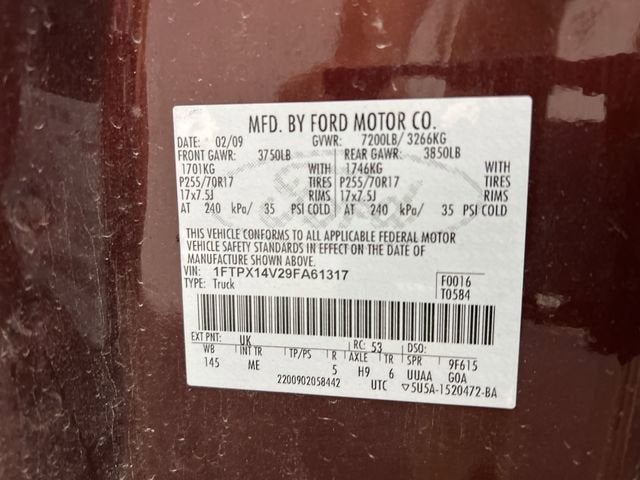 MFD. BY FORD MOTOR CO.
DATE: 02/09 GVWR: 7200LB/ 3266KG
FRONT GAWR: 3750LB REAR GAWR: 3850LB
1701KG WITH 1746KG WITH
P255/70R17 TIRES P255/70R17 TIRES
17x7.5J RIMS 17x7.5J RIMS
AT 240 kPa/ 35 PSI COLD AT 240 kPa/ 35 PSI COLD
THIS VEHICLE CONFORMS TO ALL APPLICABLE FEDERAL MOTOR
VEHICLE SAFETY STANDARDS IN EFFECT ON THE DATE OF
MANUFACTURE SHOWN ABOVE.
VIN: 1FTPX14V29FA61317 F0016
TYPE: Truck T0584
EXT PNT: UK RC: 53 DSO:
WB INT TR TP/PS R AXLE TR SPR 9F615
145 ME 5 H9 6 UUAA GOA
2200902058442 UTC ▽5U5A-1520472-BA